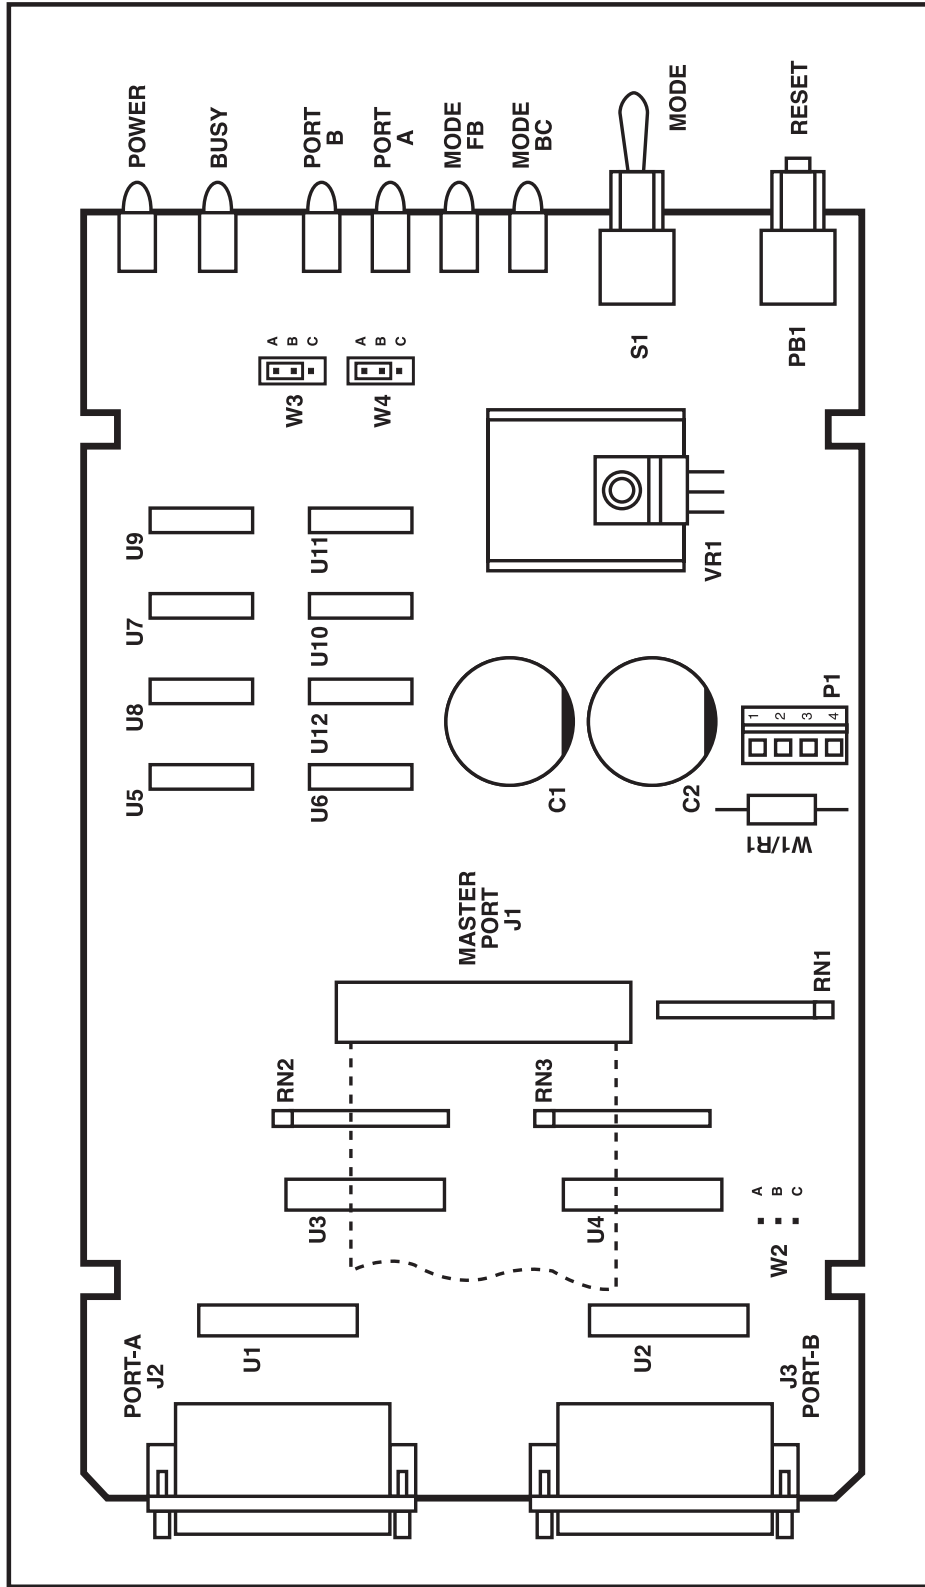 POWER
BUSY
PORT
B
PORT
A
MODE
FB
MODE
BC
MODE
RESET
S1
PB1
A
B
C
W3
A
B
C
W4
U9
U11
VR1
U7
U10
U8
U12
U5
U6
C1
C2
P1
1
2
3
4
W1/R1
MASTER
PORT
J1
RN1
RN2
RN3
U3
U4
A
B
C
W2
U1
U2
PORT-A
J2
J3
PORT-B